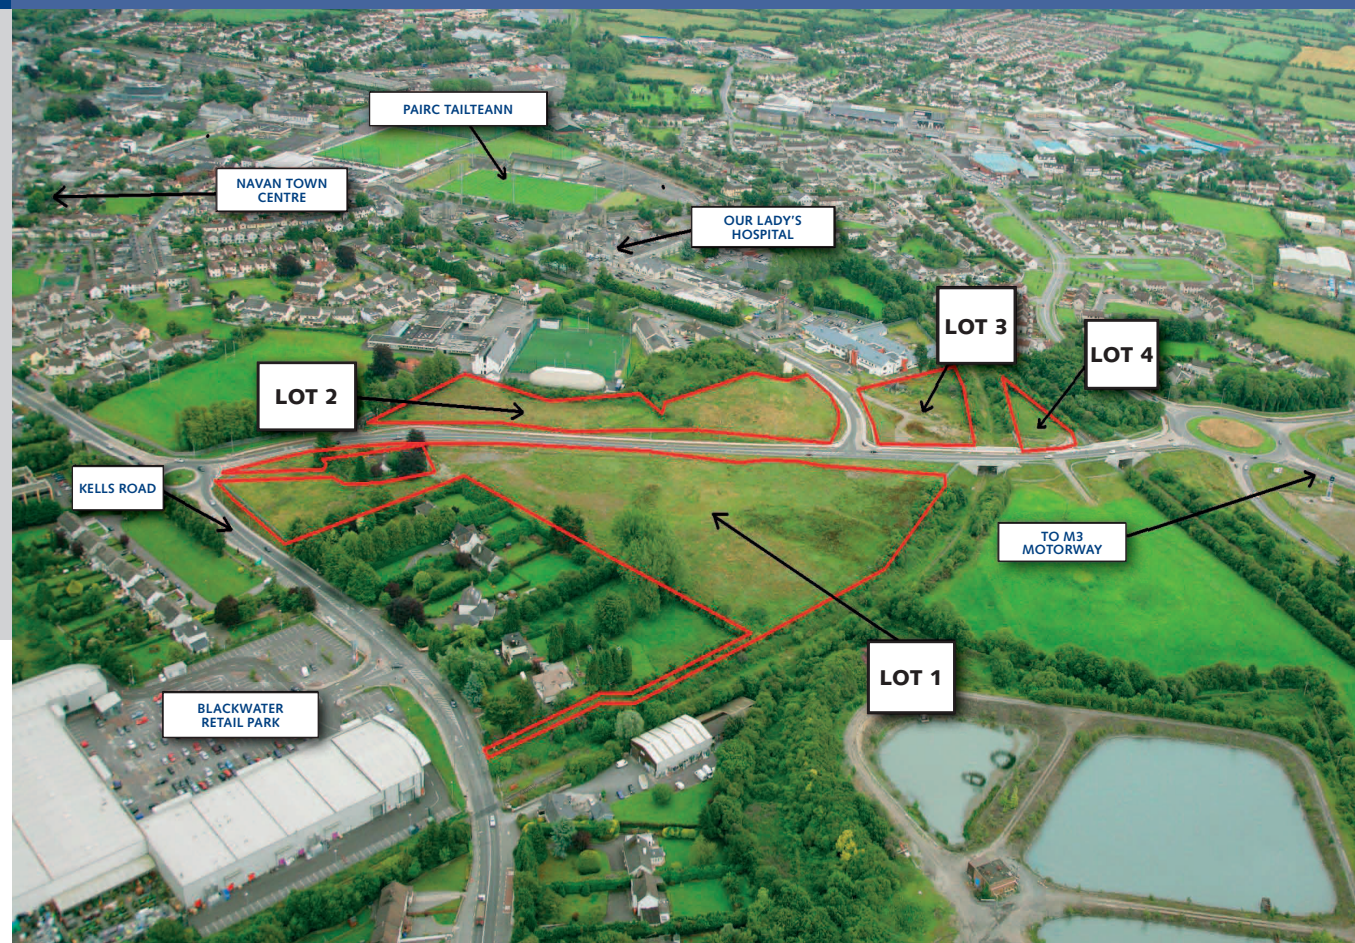 PAIRC TAILTEANN
NAVAN TOWN
CENTRE
OUR LADY'S
HOSPITAL
LOT 3
LOT 4
LOT 2
KELLS ROAD
TO M3
MOTORWAY
LOT 1
BLACKWATER
RETAIL PARK